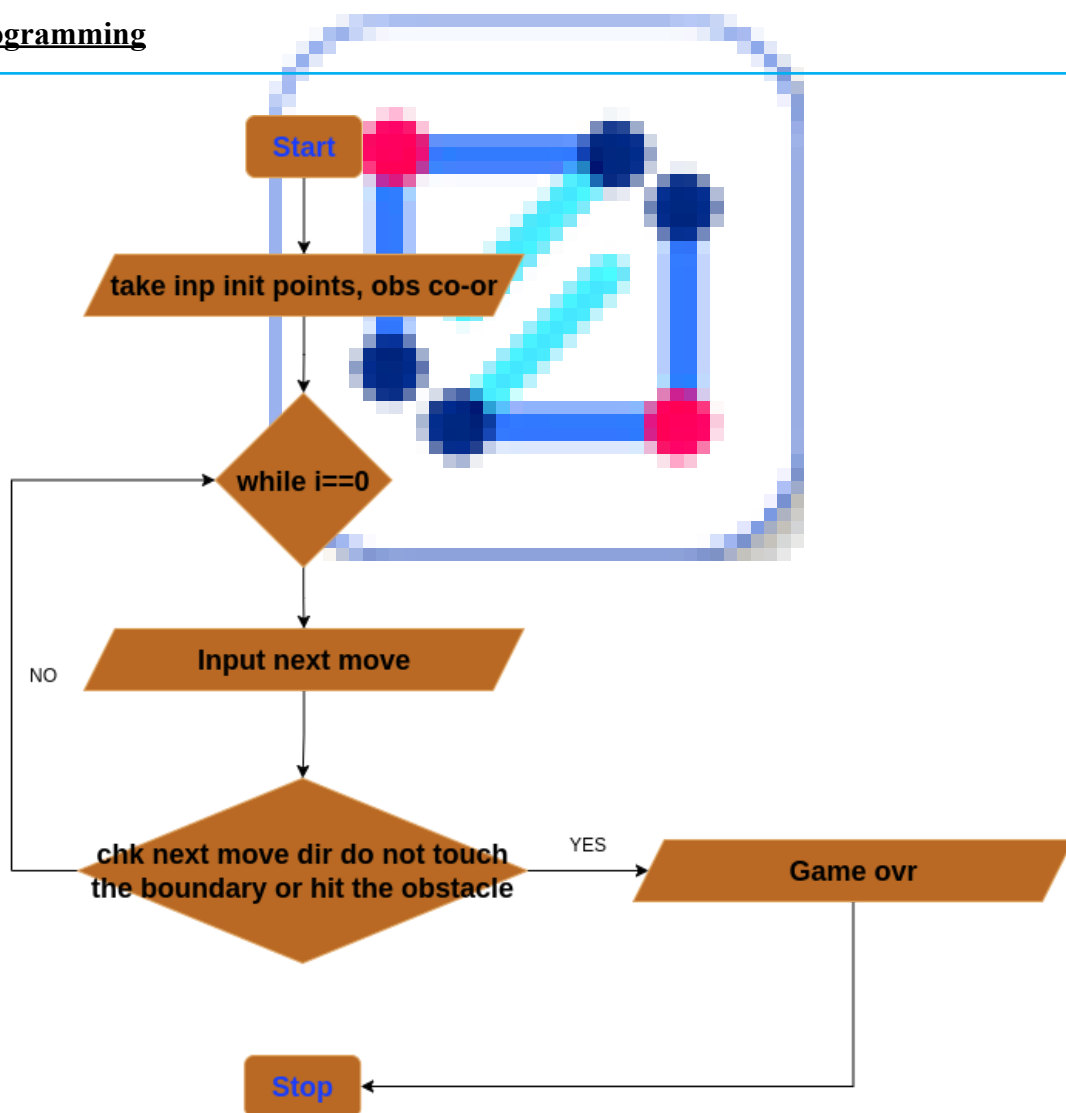 ogramming
Start
take inp init points, obs co-or
while i==0
Input next move
NO
chk next move dir do not touch
the boundary or hit the obstacle
YES
Game ovr
Stop